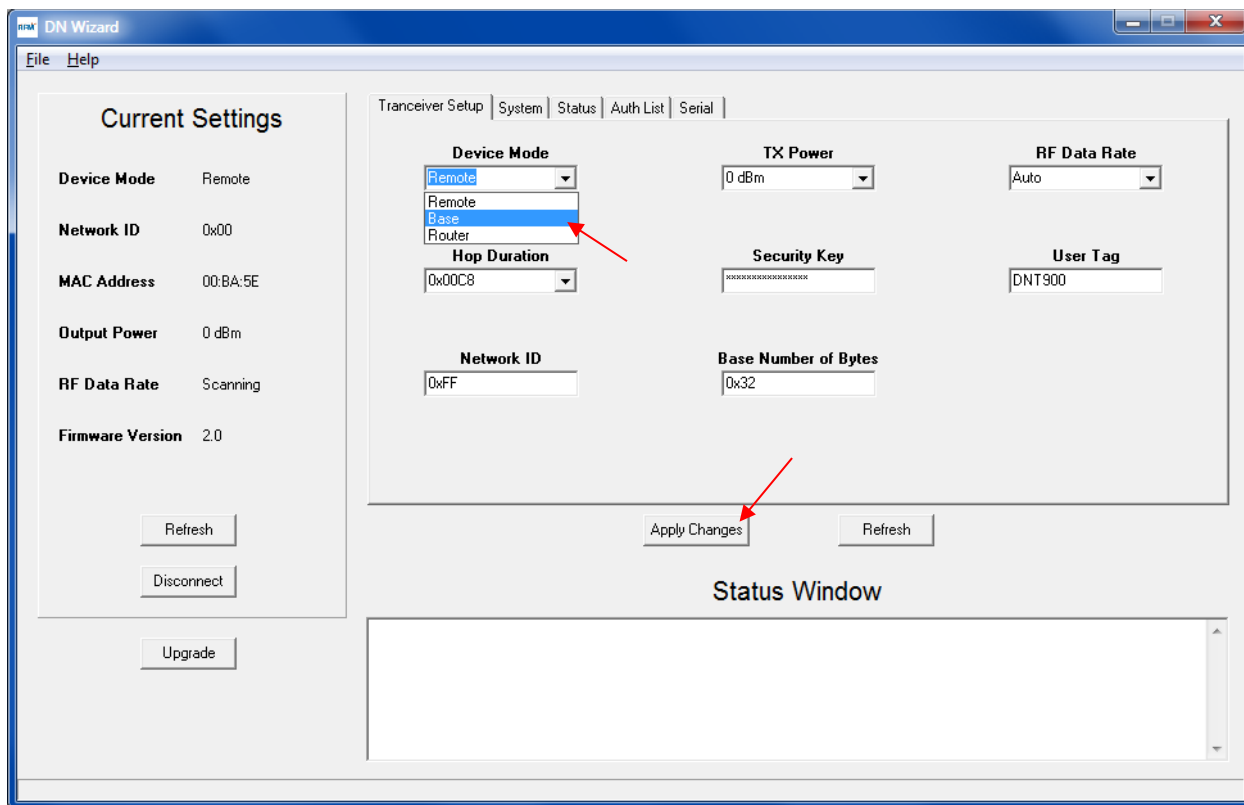 RFM DN Wizard
File Help
Current Settings
Device Mode Remote
Network ID 0x00
MAC Address 00:BA:5E
Output Power 0 dBm
RF Data Rate Scanning
Firmware Version 2.0
Refresh
Disconnect
Upgrade
Tranceiver Setup System Status Auth List Serial
Device Mode TX Power RF Data Rate
Remote 0 dBm Auto
Remote
Base
Router
Hop Duration Security Key User Tag
0x00C8 **************** DNT900
Network ID Base Number of Bytes
0xFF 0x32
Apply Changes Refresh
Status Window